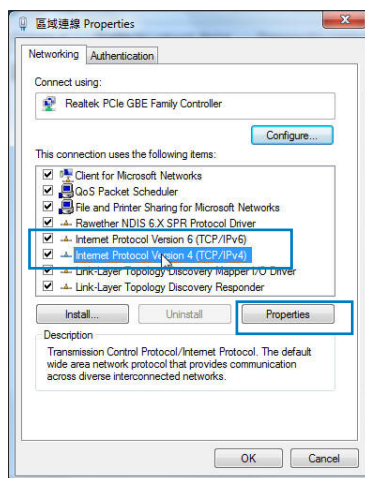 區域連線 Properties
Networking
Authentication
Connect using:
Realtek PCIe GBE Family Controller
Configure...
This connection uses the following items:
Client for Microsoft Networks
QoS Packet Scheduler
File and Printer Sharing for Microsoft Networks
Rawether NDIS 6.X SPR Protocol Driver
Internet Protocol Version 6 (TCP/IPv6)
Internet Protocol Version 4 (TCP/IPv4)
Link-Layer Topology Discovery Mapper I/O Driver
Link-Layer Topology Discovery Responder
Install...
Uninstall
Properties
Description
Transmission Control Protocol/Internet Protocol. The default
wide area network protocol that provides communication
across diverse interconnected networks.
OK
Cancel